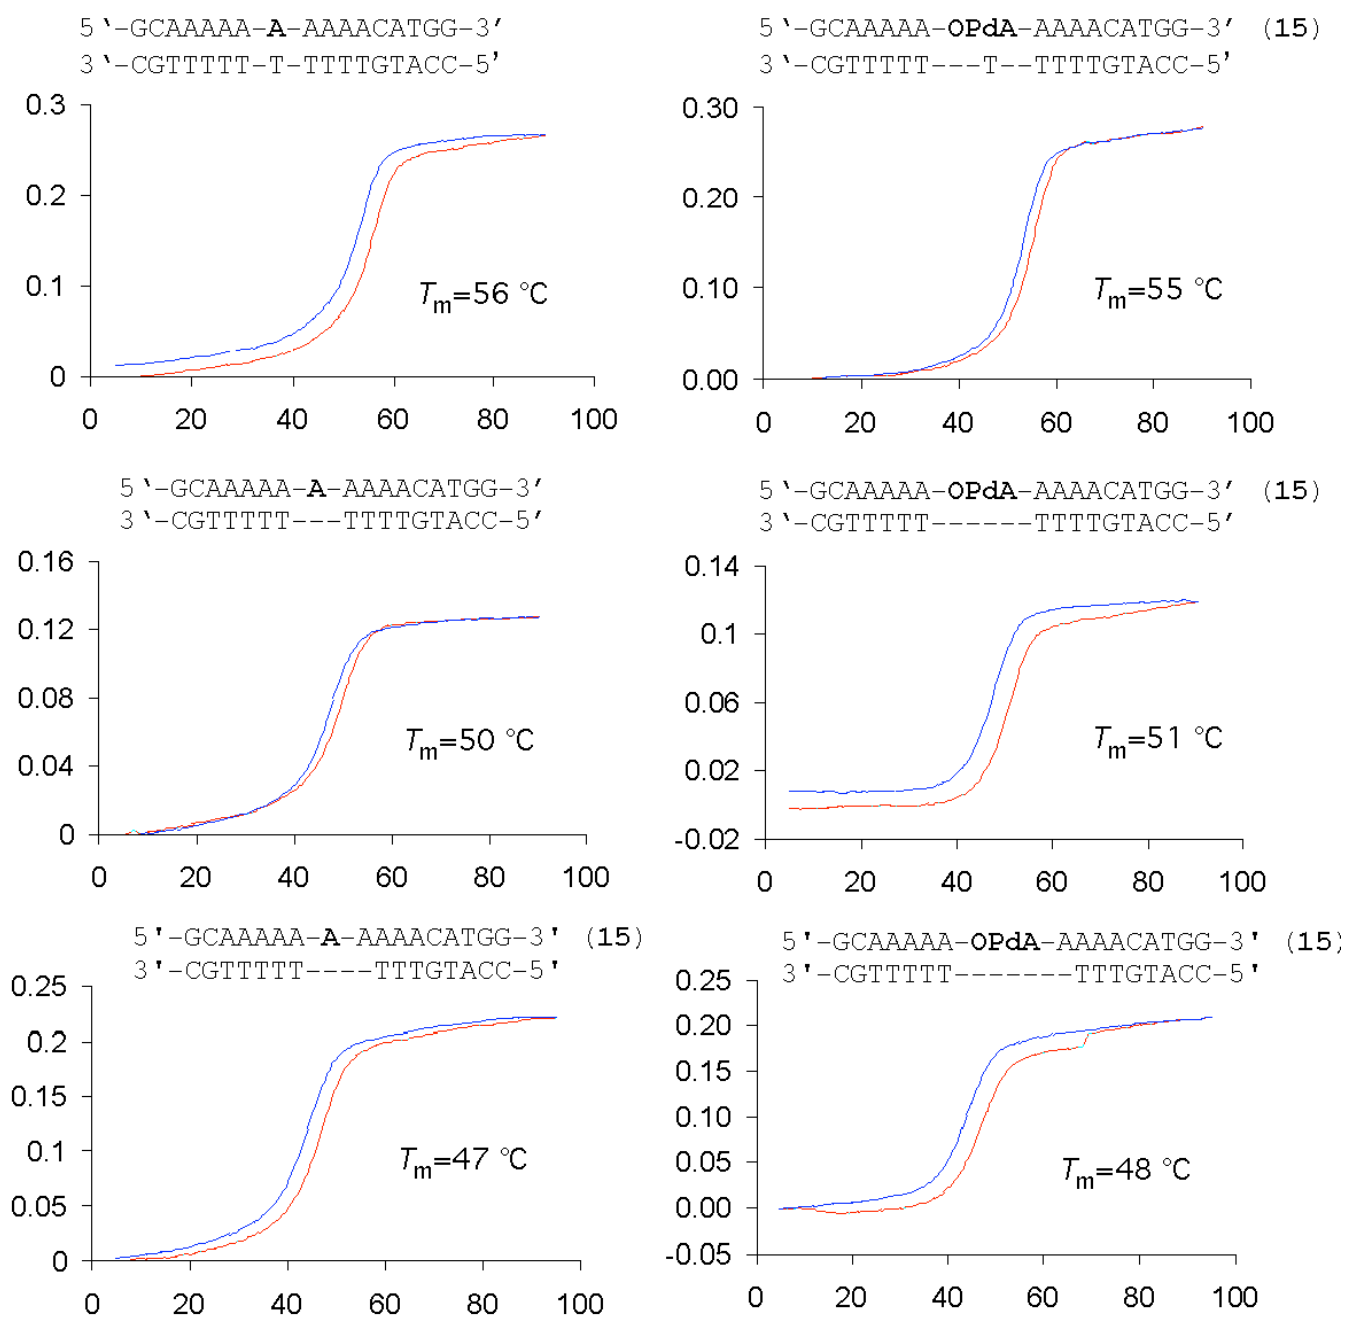 5‘-GCAAAAA-A-AAAACATGG-3’
3‘-CGTTTTT-T-TTTTGTACC-5’
0.3
0.2
0.1
0
0 20 40 60 80 100
Tm=56 °C
5‘-GCAAAAA-OPdA-AAAACATGG-3’ (15)
3‘-CGTTTTT---T--TTTTGTACC-5’
0.30
0.20
0.10
0.00
0 20 40 60 80 100
Tm=55 °C
5‘-GCAAAAA-A-AAAACATGG-3’
3‘-CGTTTTT---TTTTGTACC-5’
0.16
0.12
0.08
0.04
0
0 20 40 60 80 100
Tm=50 °C
5‘-GCAAAAA-OPdA-AAAACATGG-3’ (15)
3‘-CGTTTTT------TTTTGTACC-5’
0.14
0.1
0.06
0.02
-0.02
0 20 40 60 80 100
Tm=51 °C
5'-GCAAAAA-A-AAAACATGG-3' (15)
3'-CGTTTTT----TTTGTACC-5'
0.25
0.2
0.15
0.1
0.05
0
0 20 40 60 80 100
Tm=47 °C
5'-GCAAAAA-OPdA-AAAACATGG-3' (15)
3'-CGTTTTT-------TTTGTACC-5'
0.25
0.20
0.15
0.10
0.05
0.00
-0.05
0 20 40 60 80 100
Tm=48 °C